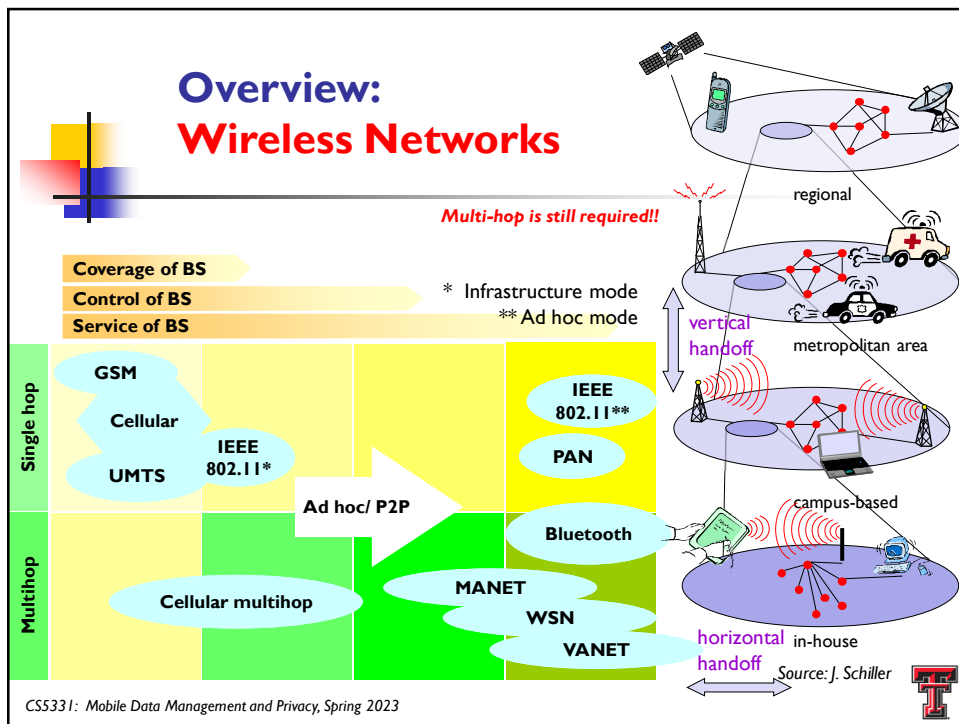 Overview:
Wireless Networks
Multi-hop is still required!!
Coverage of BS
Control of BS
Service of BS
* Infrastructure mode
** Ad hoc mode
Single hop
GSM
Cellular
UMTS
IEEE
802.11*
IEEE
802.11**
PAN
Ad hoc/ P2P
Multihop
Bluetooth
Cellular multihop
MANET
WSN
VANET
regional
vertical
handoff
metropolitan area
campus-based
in-house
horizontal
handoff
Source: J. Schiller
CS5331: Mobile Data Management and Privacy, Spring 2023